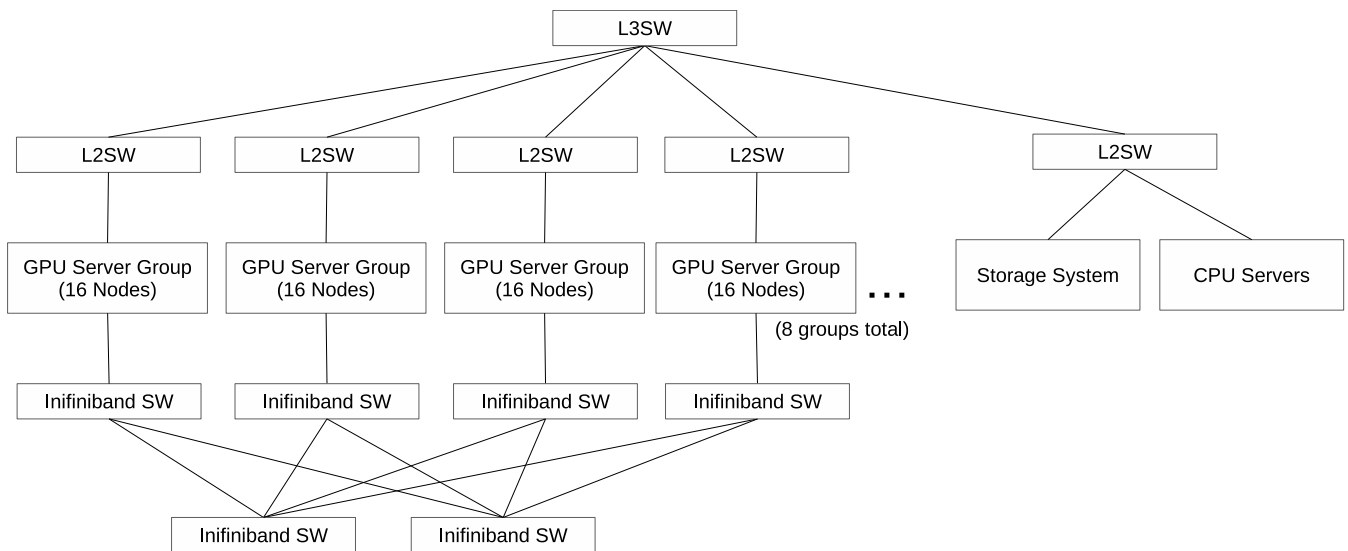 L3SW
L2SW
L2SW
L2SW
L2SW
L2SW
GPU Server Group
(16 Nodes)
GPU Server Group
(16 Nodes)
GPU Server Group
(16 Nodes)
GPU Server Group
(16 Nodes)
...
(8 groups total)
Storage System
CPU Servers
Inifiniband SW
Inifiniband SW
Inifiniband SW
Inifiniband SW
Inifiniband SW
Inifiniband SW